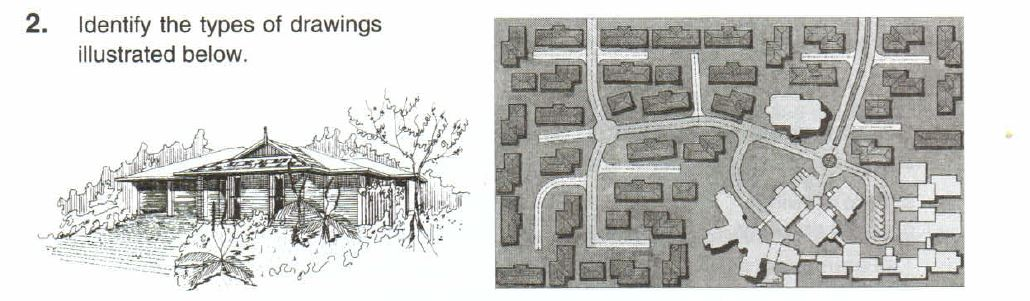 2. Identify the types of drawings
illustrated below.